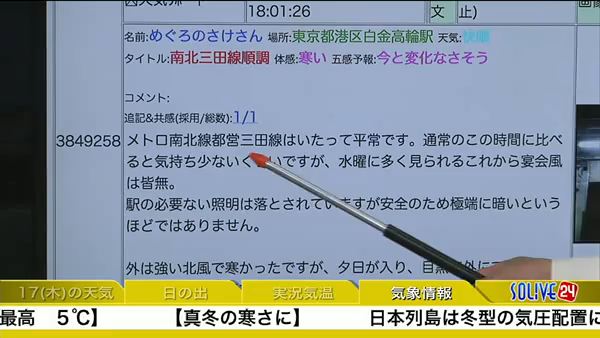 18:01:26
文
止)
名前:めぐろのさけさん 場所:東京都港区白金高輪駅 天気:快晴
タイトル:南北三田線順調 体感:寒い 五感予報:今と変化なさそう
コメント:
追記&共感(採用/総数):1/1
3849258
メトロ南北線都営三田線はいたって平常です。通常のこの時間に比べ
ると気持ち少ないくらいですが、水曜に多く見られるこれから宴会風
は皆無。
駅の必要ない照明は落とされていますが安全のため極端に暗いという
ほどではありません。
外は強い北風で寒かったですが、夕日が入り、目黒
17(木)の天気 日の出 実況気温 気象情報
SOLiVE24
最高 5℃】 【真冬の寒さに】 日本列島は冬型の気圧配置に